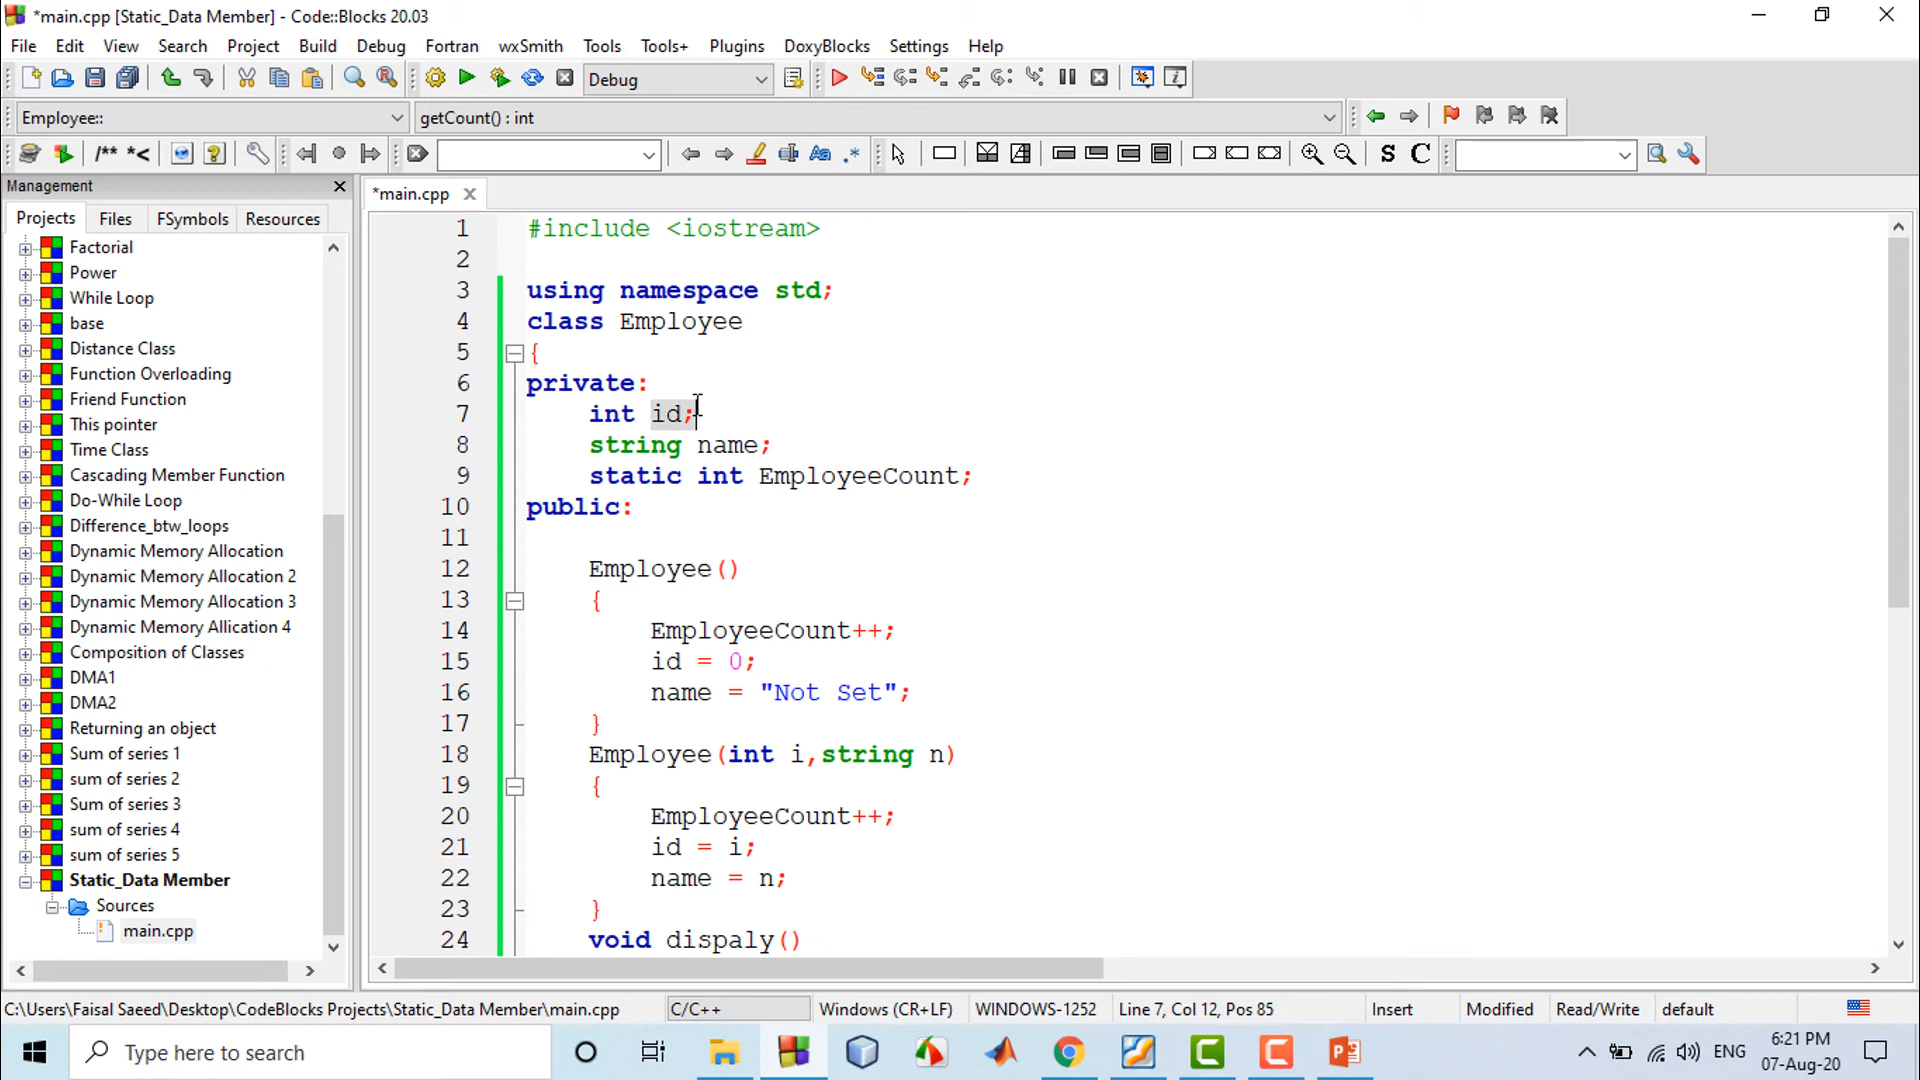 *main.cpp [Static_Data Member] - Code::Blocks 20.03
File Edit View Search Project Build Debug Fortran wxSmith Tools Tools+ Plugins DoxyBlocks Settings Help
Debug
Employee::
getCount() : int
/** *<
Aa .*
S C
Management
*main.cpp
Projects Files FSymbols Resources
Factorial
Power
While Loop
base
Distance Class
Function Overloading
Friend Function
This pointer
Time Class
Cascading Member Function
Do-While Loop
Difference_btw_loops
Dynamic Memory Allocation
Dynamic Memory Allocation 2
Dynamic Memory Allocation 3
Dynamic Memory Allication 4
Composition of Classes
DMA1
DMA2
Returning an object
Sum of series 1
sum of series 2
Sum of series 3
sum of series 4
sum of series 5
Static_Data Member
Sources
main.cpp
1 #include <iostream>
2
3 using namespace std;
4 class Employee
5 {
6 private:
7 int id;
8 string name;
9 static int EmployeeCount;
10 public:
11
12 Employee()
13 {
14 EmployeeCount++;
15 id = 0;
16 name = "Not Set";
17 }
18 Employee(int i,string n)
19 {
20 EmployeeCount++;
21 id = i;
22 name = n;
23 }
24 void dispaly()
C:\Users\Faisal Saeed\Desktop\CodeBlocks Projects\Static_Data Member\main.cpp
C/C++
Windows (CR+LF)
WINDOWS-1252
Line 7, Col 12, Pos 85
Insert
Modified
Read/Write
default
Type here to search
ENG
6:21 PM
07-Aug-20